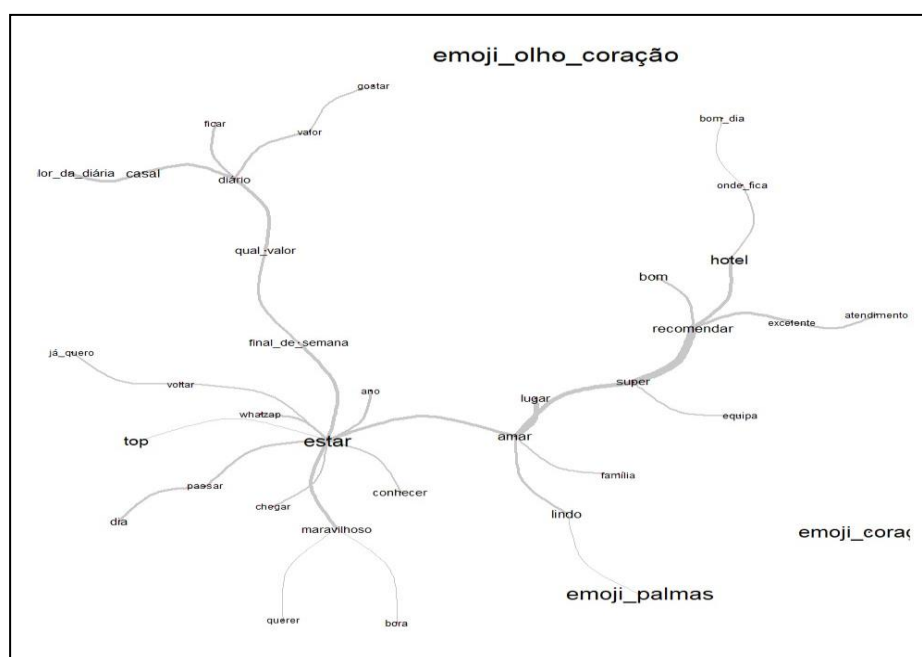 emoji_olho_coração
gostar
bom_dia
ficar
valor
lor_da_diária casal
diário
onde_fica
qual_valor
hotel
bom
atendimento
excelente
recomendar
final_de_semana
já_quero
super
voltar
ano
lugar
whatzap
equipa
top
estar
amar
família
passar
conhecer
chegar
lindo
dia
maravilhoso
emoji_coraç
emoji_palmas
querer
bora